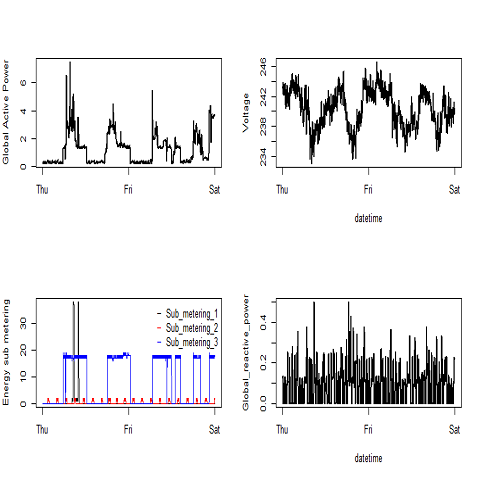 Global Active Power
6
4
2
0
Thu Fri Sat
Voltage
246
242
238
234
Thu Fri Sat
datetime
Energy sub metering
30
20
10
0
Sub_metering_1
Sub_metering_2
Sub_metering_3
Thu Fri Sat
Global_reactive_power
0.4
0.2
0.0
Thu Fri Sat
datetime